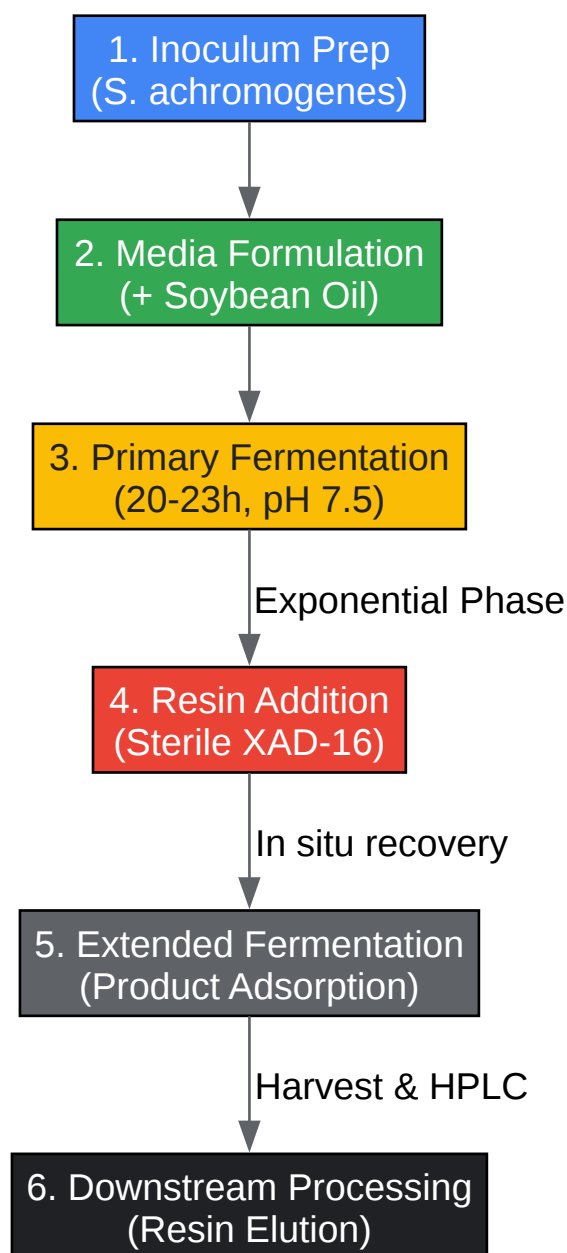 1. Inoculum Prep
(S. achromogenes)
2. Media Formulation
(+ Soybean Oil)
3. Primary Fermentation
(20-23h, pH 7.5)
Exponential Phase
4. Resin Addition
(Sterile XAD-16)
In situ recovery
5. Extended Fermentation
(Product Adsorption)
Harvest & HPLC
6. Downstream Processing
(Resin Elution)